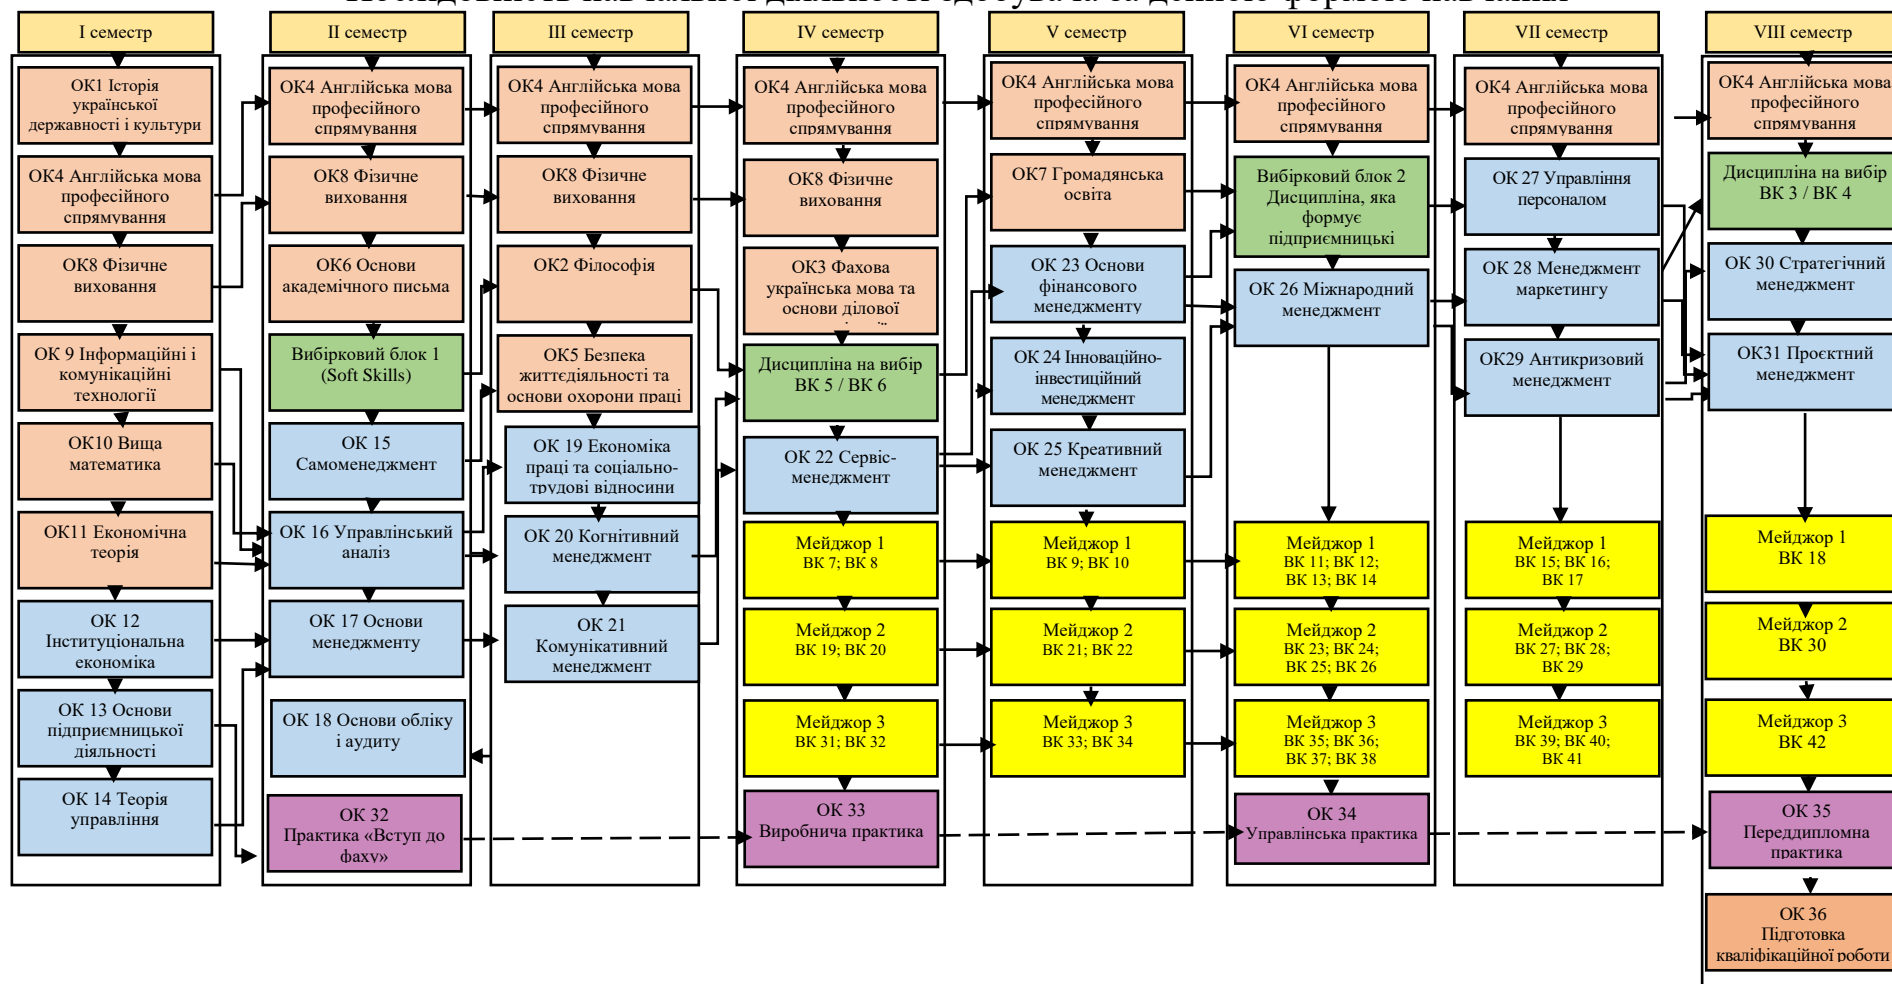 I семестр
ОК1 Історія
української
державності і культури
ОК4 Англійська мова
професійного
спрямування
ОК8 Фізичне
виховання
ОК 9 Інформаційні і
комунікаційні
технології
ОК10 Вища
математика
ОК11 Економічна
теорія
ОК 12
Інституціональна
економіка
ОК 13 Основи
підприємницької
діяльності
ОК 14 Теорія
управління
II семестр
ОК4 Англійська мова
професійного
спрямування
ОК8 Фізичне
виховання
ОК6 Основи
академічного письма
Вибірковий блок 1
(Soft Skills)
ОК 15
Самоменеджмент
ОК 16 Управлінський
аналіз
ОК 17 Основи
менеджменту
ОК 18 Основи обліку
і аудиту
ОК 32
Практика «Вступ до
фаху»
III семестр
ОК4 Англійська мова
професійного
спрямування
ОК8 Фізичне
виховання
ОК2 Філософія
ОК5 Безпека
життєдіяльності та
основи охорони праці
ОК 19 Економіка
праці та соціально-
трудові відносини
ОК 20 Когнітивний
менеджмент
ОК 21
Комунікативний
менеджмент
IV семестр
ОК4 Англійська мова
професійного
спрямування
ОК8 Фізичне
виховання
ОК3 Фахова
українська мова та
основи ділової
Дисципліна на вибір
ВК 5 / ВК 6
ОК 22 Сервіс-
менеджмент
Мейджор 1
ВК 7; ВК 8
Мейджор 2
ВК 19; ВК 20
Мейджор 3
ВК 31; ВК 32
ОК 33
Виробнича практика
V семестр
ОК4 Англійська мова
професійного
спрямування
ОК7 Громадянська
освіта
ОК 23 Основи
фінансового
менеджменту
ОК 24 Інноваційно-
інвестиційний
менеджмент
ОК 25 Креативний
менеджмент
Мейджор 1
ВК 9; ВК 10
Мейджор 2
ВК 21; ВК 22
Мейджор 3
ВК 33; ВК 34
VI семестр
ОК4 Англійська мова
професійного
спрямування
Вибірковий блок 2
Дисципліна, яка
формує
підприємницькі
ОК 26 Міжнародний
менеджмент
Мейджор 1
ВК 11; ВК 12;
ВК 13; ВК 14
Мейджор 2
ВК 23; ВК 24;
ВК 25; ВК 26
Мейджор 3
ВК 35; ВК 36;
ВК 37; ВК 38
ОК 34
Управлінська практика
VII семестр
ОК4 Англійська мова
професійного
спрямування
ОК 27 Управління
персоналом
ОК 28 Менеджмент
маркетингу
ОК29 Антикризовий
менеджмент
Мейджор 1
ВК 15; ВК 16;
ВК 17
Мейджор 2
ВК 27; ВК 28;
ВК 29
Мейджор 3
ВК 39; ВК 40;
ВК 41
VIII семестр
ОК4 Англійська мова
професійного
спрямування
Дисципліна на вибір
ВК 3 / ВК 4
ОК 30 Стратегічний
менеджмент
ОК31 Проєктний
менеджмент
Мейджор 1
ВК 18
Мейджор 2
ВК 30
Мейджор 3
ВК 42
ОК 35
Переддипломна
практика
ОК 36
Підготовка
кваліфікаційної роботи